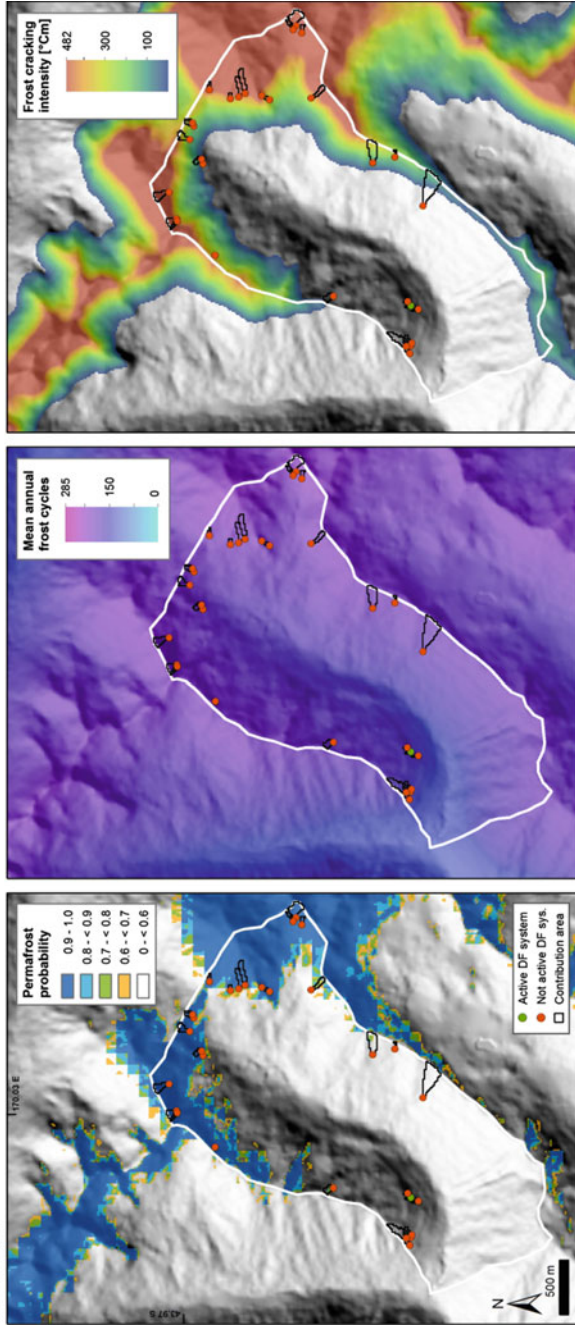 Permafrost
probability
0.9 - 1.0
0.8 - < 0.9
0.7 - < 0.8
0.6 - < 0.7
0 - < 0.6
170.03 E
43.97 S
N
500 m
Active DF system
Not active DF sys.
Contribution area
Mean annual
frost cycles
285
150
0
Frost cracking
intensity [°Cm]
482
300
100